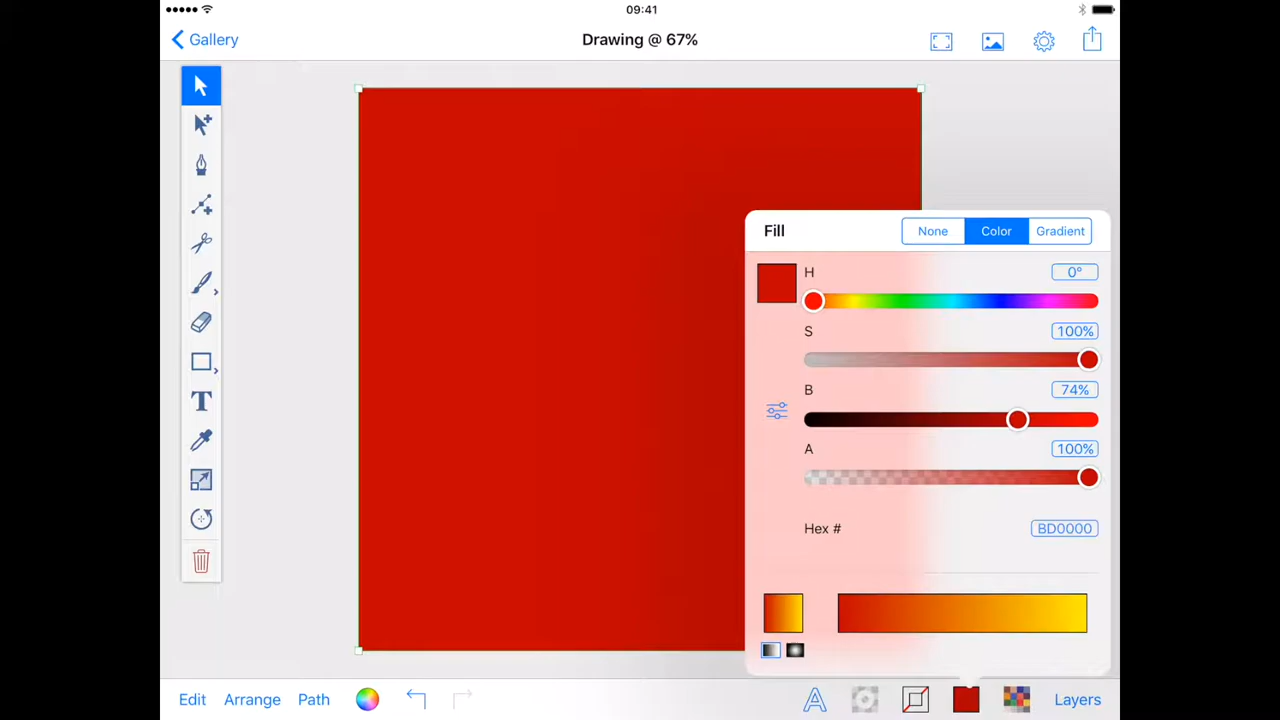 09:41
Gallery
Drawing @ 67%
Fill
None
Color
Gradient
H
0°
S
100%
B
74%
A
100%
Hex #
BD0000
T
Edit
Arrange
Path
A
Layers